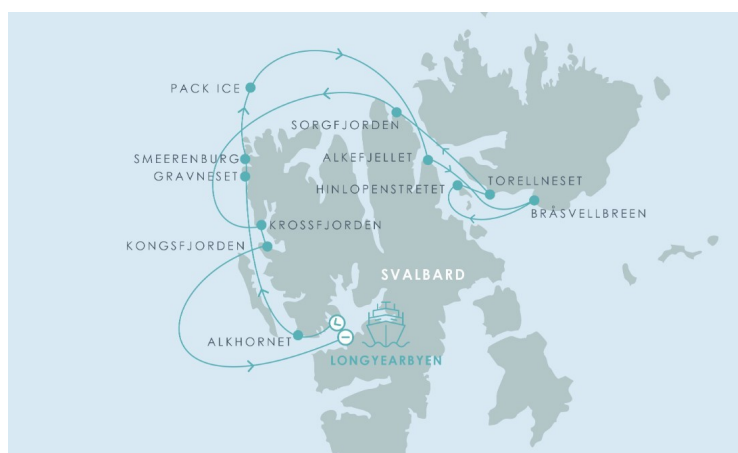 PACK ICE
SORGFJORDEN
SMEERENBURG
ALKEFJELLET
GRAVNESET
HINLOPENSTRETET
TORELLNESET
BRÅSVELLBREEN
KROSSFJORDEN
KONGSFJORDEN
SVALBARD
ALKHORNET
LONGYEARBYEN